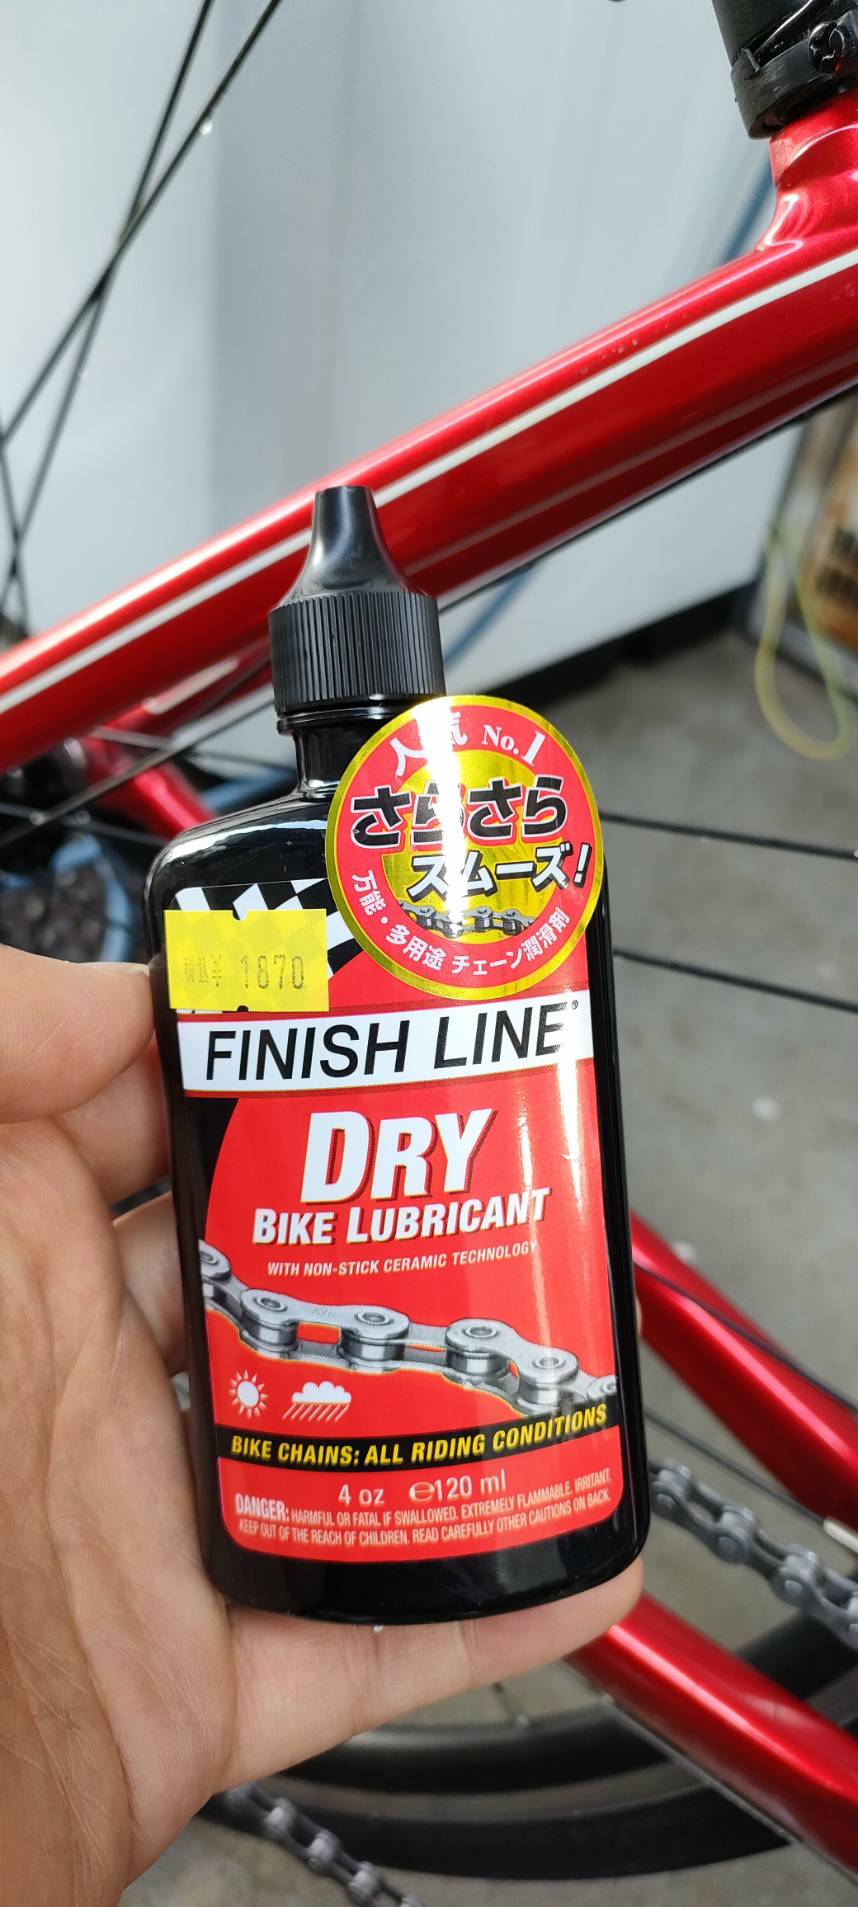 人気 No.1
さらさら
スムーズ!
万能・多用途 チェーン潤滑剤
税込¥ 1870
FINISH LINE®
DRY
BIKE LUBRICANT
WITH NON-STICK CERAMIC TECHNOLOGY
BIKE CHAINS: ALL RIDING CONDITIONS
4 oz ℮120 ml
DANGER: HARMFUL OR FATAL IF SWALLOWED. EXTREMELY FLAMMABLE. IRRITANT.
KEEP OUT OF THE REACH OF CHILDREN. READ CAREFULLY OTHER CAUTIONS ON BACK.